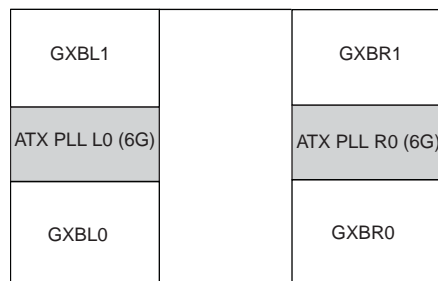 GXBL1
GXBR1
ATX PLL L0 (6G)
ATX PLL R0 (6G)
GXBL0
GXBR0